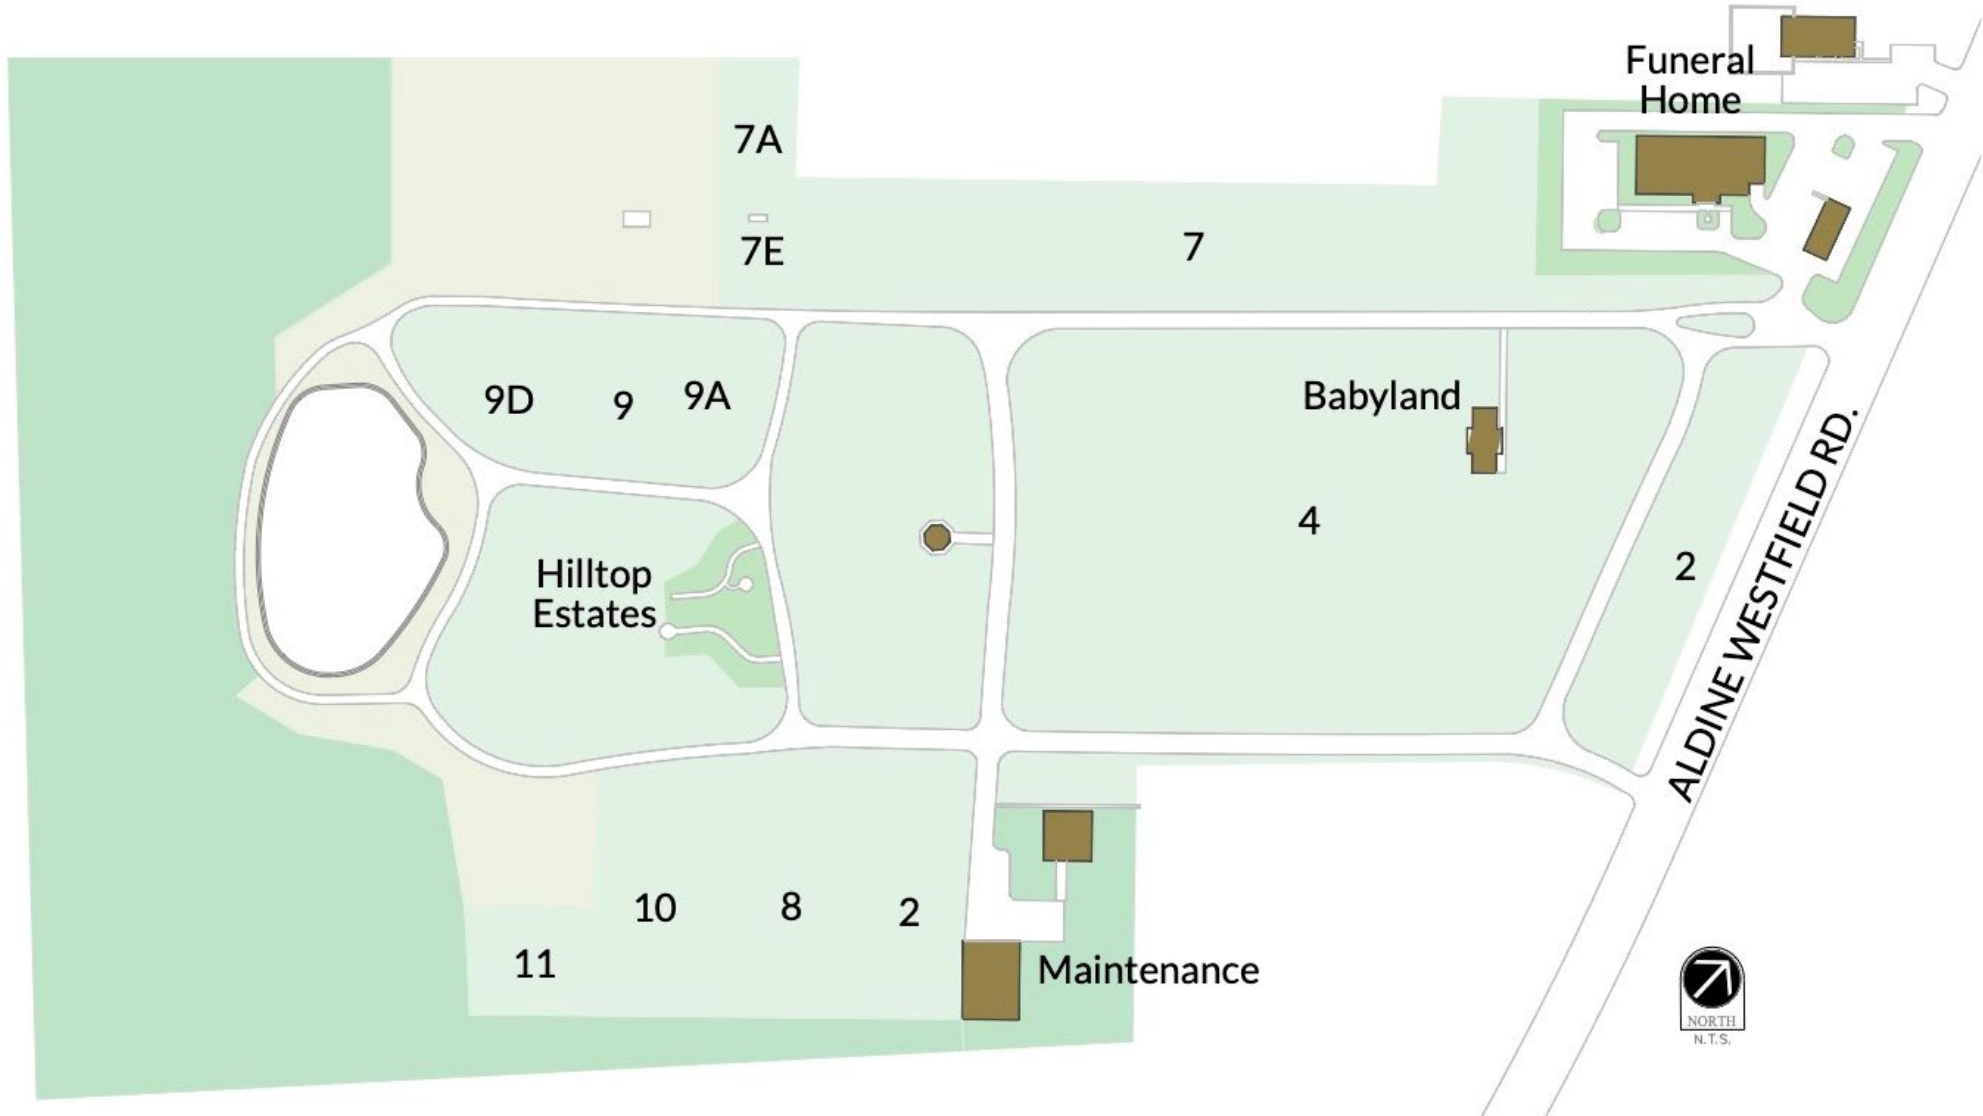 Funeral
Home
7A
7E
7
9D
9
9A
Babyland
4
Hilltop
Estates
2
ALDINE WESTFIELD RD.
10
8
2
11
Maintenance
NORTH
N.T.S.